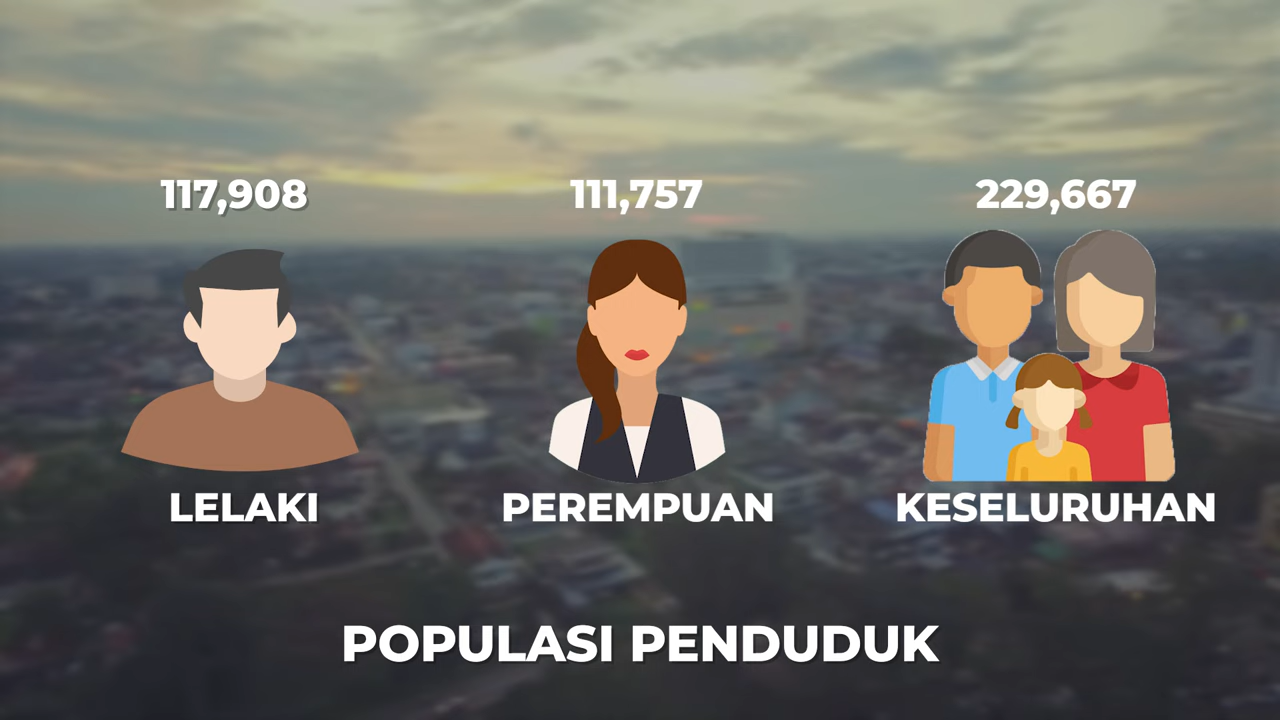 117,908
111,757
229,667
LELAKI
PEREMPUAN
KESELURUHAN
POPULASI PENDUDUK